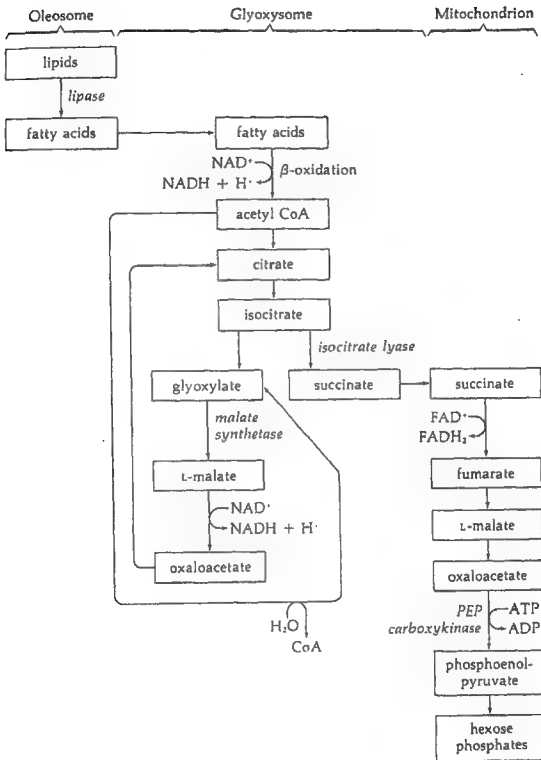 Oleosome Glyoxysome Mitochondrion
lipids
lipase
fatty acids fatty acids
NAD⁺
NADH + H·
β-oxidation
acetyl CoA
citrate
isocitrate
isocitrate lyase
glyoxylate succinate succinate
malate
synthetase
FAD⁺
FADH₂
L-malate fumarate
NAD·
NADH + H·
L-malate
oxaloacetate oxaloacetate
H₂O
CoA
PEP
carboxykinase
ATP
ADP
phosphoenol-
pyruvate
hexose
phosphates